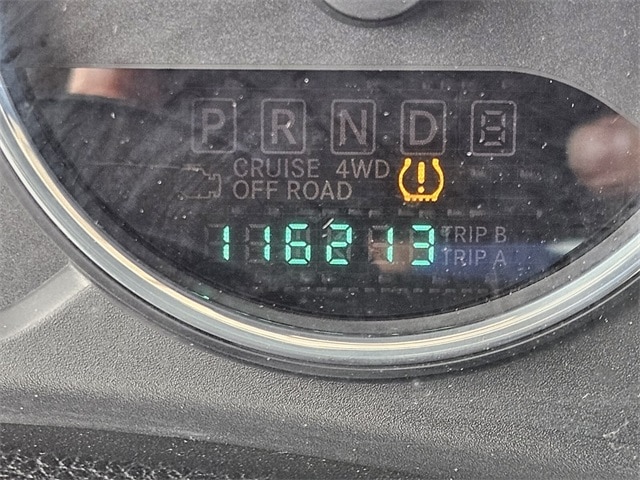 P R N D 8
CRUISE 4WD
OFF ROAD
116213 TRIP B
TRIP A